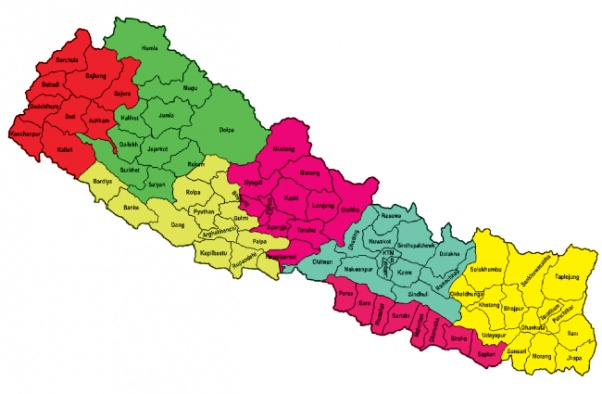 Humla
Darchula
Bajhang
Bajura
Mugu
Doti
Achham
Kalikot
Jumla
Kanchanpur
Kailali
Dolpa
Dailekh
Jajarkot
Surkhet
Rukum
Salyan
Mustang
Manang
Bardiya
Banke
Rolpa
Myagdi
Kaski
Lamjung
Gorkha
Dang
Pyuthan
Gulmi
Syangja
Tanahu
Arghakhanchi
Palpa
Kapilbastu
Rupandehi
Nawalparasi
Rasuwa
Dhading
Nuwakot
Sindhupalchowk
Dolakha
Chitwan
KTM
Makwanpur
Kavre
Ramechhap
Sindhuli
Parsa
Bara
Rautahat
Sarlahi
Mahottari
Dhanusha
Siraha
Saptari
Solukhumbu
Sankhuwasabha
Taplejung
Okhaldhunga
Khotang
Bhojpur
Terathum
Panchthar
Udayapur
Dhankuta
Ilam
Sunsari
Morang
Jhapa